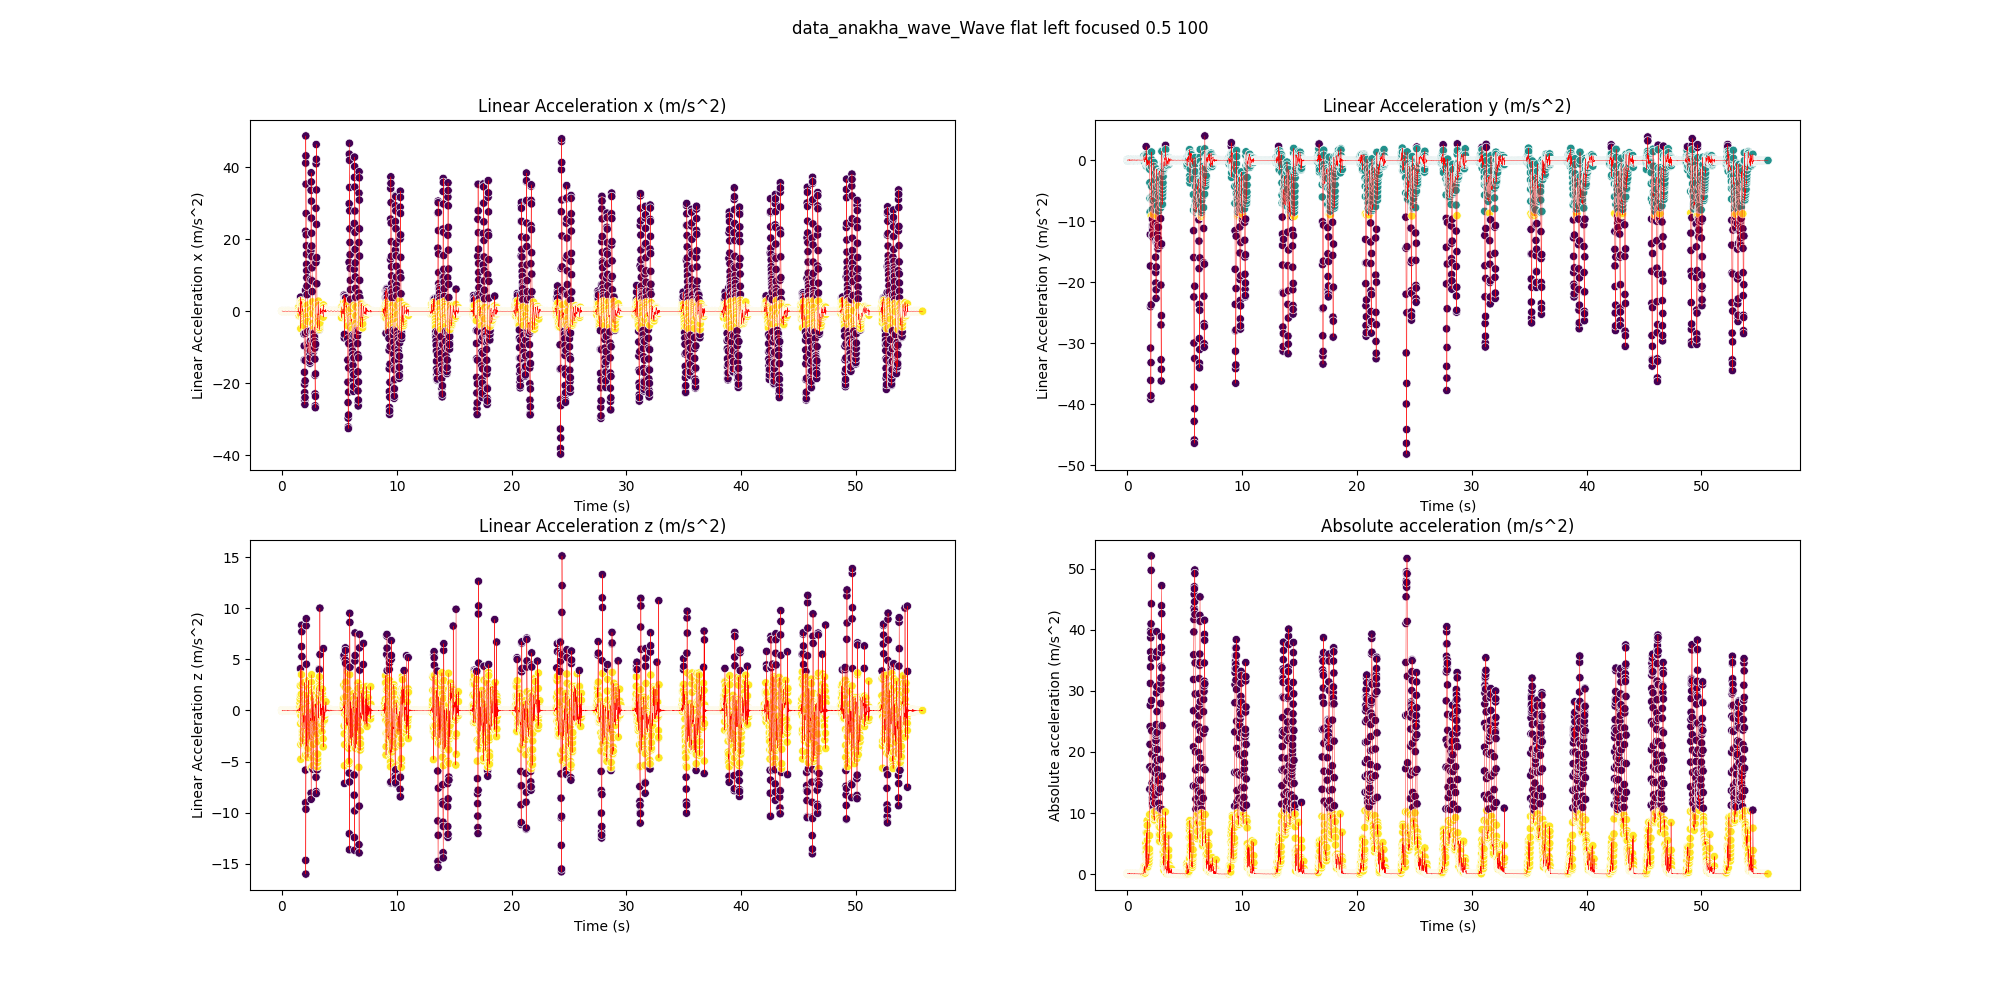 data_anakha_wave_Wave flat left focused 0.5 100
Linear Acceleration x (m/s^2)
Linear Acceleration x (m/s^2)
40
20
0
−20
−40
0 10 20 30 40 50
Time (s)
Linear Acceleration y (m/s^2)
Linear Acceleration y (m/s^2)
0
−10
−20
−30
−40
−50
0 10 20 30 40 50
Time (s)
Linear Acceleration z (m/s^2)
Linear Acceleration z (m/s^2)
15
10
5
0
−5
−10
−15
0 10 20 30 40 50
Time (s)
Absolute acceleration (m/s^2)
Absolute acceleration (m/s^2)
50
40
30
20
10
0
0 10 20 30 40 50
Time (s)